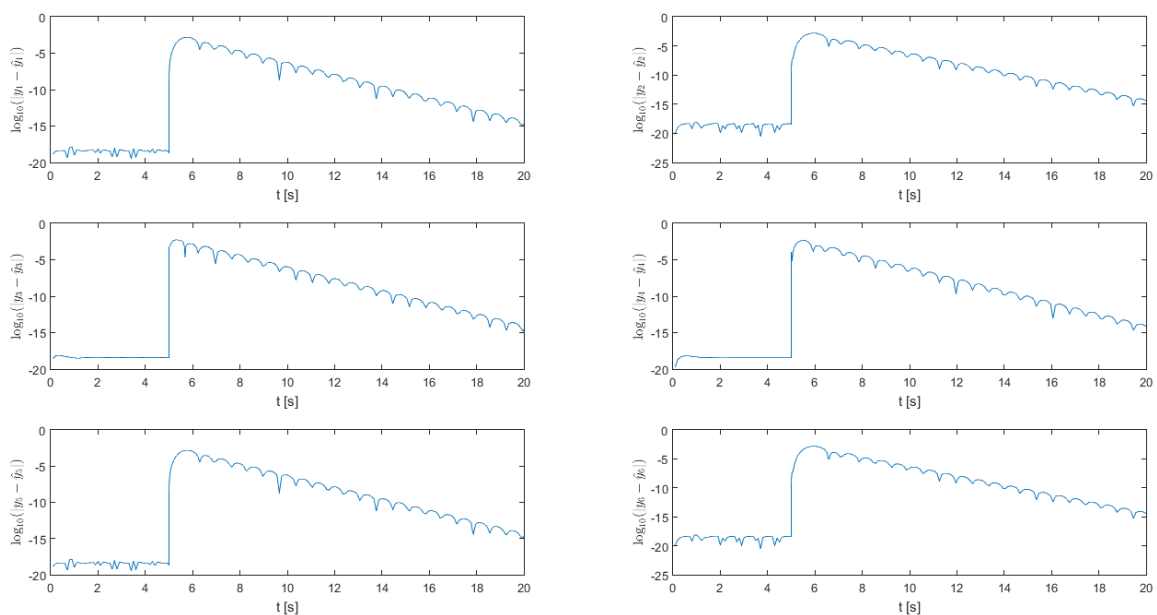 log₁₀(|y₁ − ŷ₁|)
0
-5
-10
-15
-20
0 2 4 6 8 10 12 14 16 18 20
t [s]
log₁₀(|y₂ − ŷ₂|)
0
-5
-10
-15
-20
-25
0 2 4 6 8 10 12 14 16 18 20
t [s]
log₁₀(|y₃ − ŷ₃|)
0
-5
-10
-15
-20
0 2 4 6 8 10 12 14 16 18 20
t [s]
log₁₀(|y₄ − ŷ₄|)
0
-5
-10
-15
-20
0 2 4 6 8 10 12 14 16 18 20
t [s]
log₁₀(|y₅ − ŷ₅|)
0
-5
-10
-15
-20
0 2 4 6 8 10 12 14 16 18 20
t [s]
log₁₀(|y₆ − ŷ₆|)
0
-5
-10
-15
-20
-25
0 2 4 6 8 10 12 14 16 18 20
t [s]